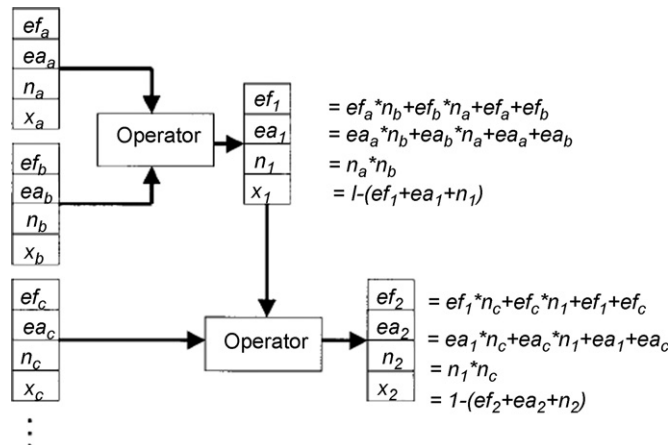 ef_a
ea_a
n_a
x_a
ef_b
ea_b
n_b
x_b
Operator
ef_1 = ef_a*n_b+ef_b*n_a+ef_a+ef_b
ea_1 = ea_a*n_b+ea_b*n_a+ea_a+ea_b
n_1 = n_a*n_b
x_1 = l-(ef_1+ea_1+n_1)
ef_c
ea_c
n_c
x_c
Operator
ef_2 = ef_1*n_c+ef_c*n_1+ef_1+ef_c
ea_2 = ea_1*n_c+ea_c*n_1+ea_1+ea_c
n_2 = n_1*n_c
x_2 = 1-(ef_2+ea_2+n_2)